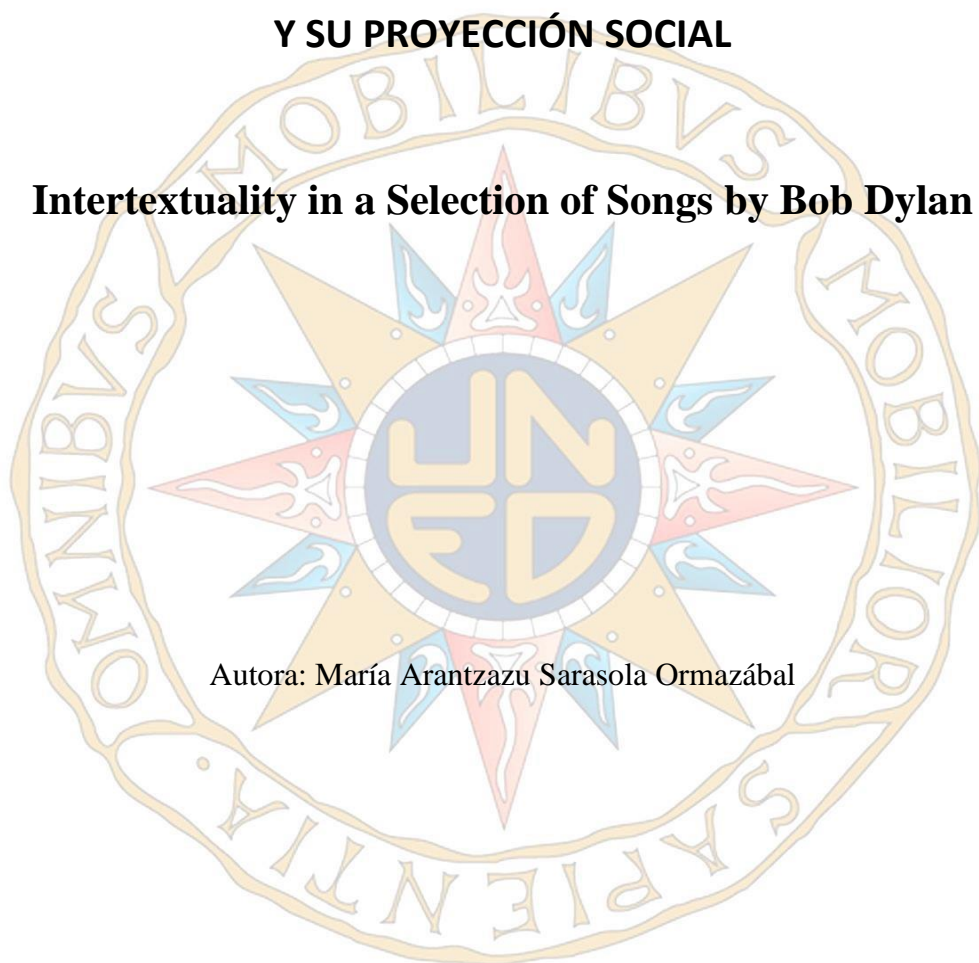 Y SU PROYECCIÓN SOCIAL
OMNIBVS MOBILIBVS MOBILIOR SAPIENTIA.
Intertextuality in a Selection of Songs by Bob Dylan
UNED
Autora: María Arantzazu Sarasola Ormazábal